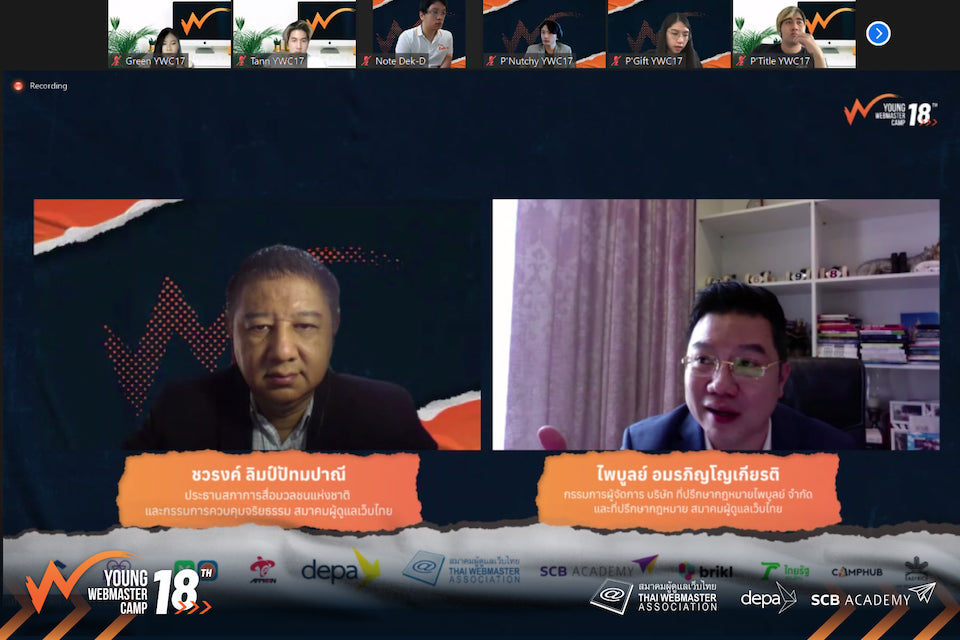 Green YWC17
Tann YWC17
Note Dek-D
P'Nutchy YWC17
P'Gift YWC17
P'Title YWC17
Recording
YOUNG
WEBMASTER
CAMP
18TH
ชวรงค์ ลิมป์ปัทมปาณี
ประธานสภาการสื่อมวลชนแห่งชาติ
และกรรมการควบคุมจริยธรรม สมาคมผู้ดูแลเว็บไทย
ไพบูลย์ อมรภิญโญเกียรติ
กรรมการผู้จัดการ บริษัท ที่ปรึกษากฎหมายไพบูลย์ จำกัด
และที่ปรึกษากฎหมาย สมาคมผู้ดูแลเว็บไทย
depa
สมาคมผู้ดูแลเว็บไทย
THAI WEBMASTER
ASSOCIATION
SCB ACADEMY
brikl
ไทยรัฐ
CAMPHUB
YOUNG
WEBMASTER
CAMP
18TH
สมาคมผู้ดูแลเว็บไทย
THAI WEBMASTER
ASSOCIATION
depa
SCB ACADEMY